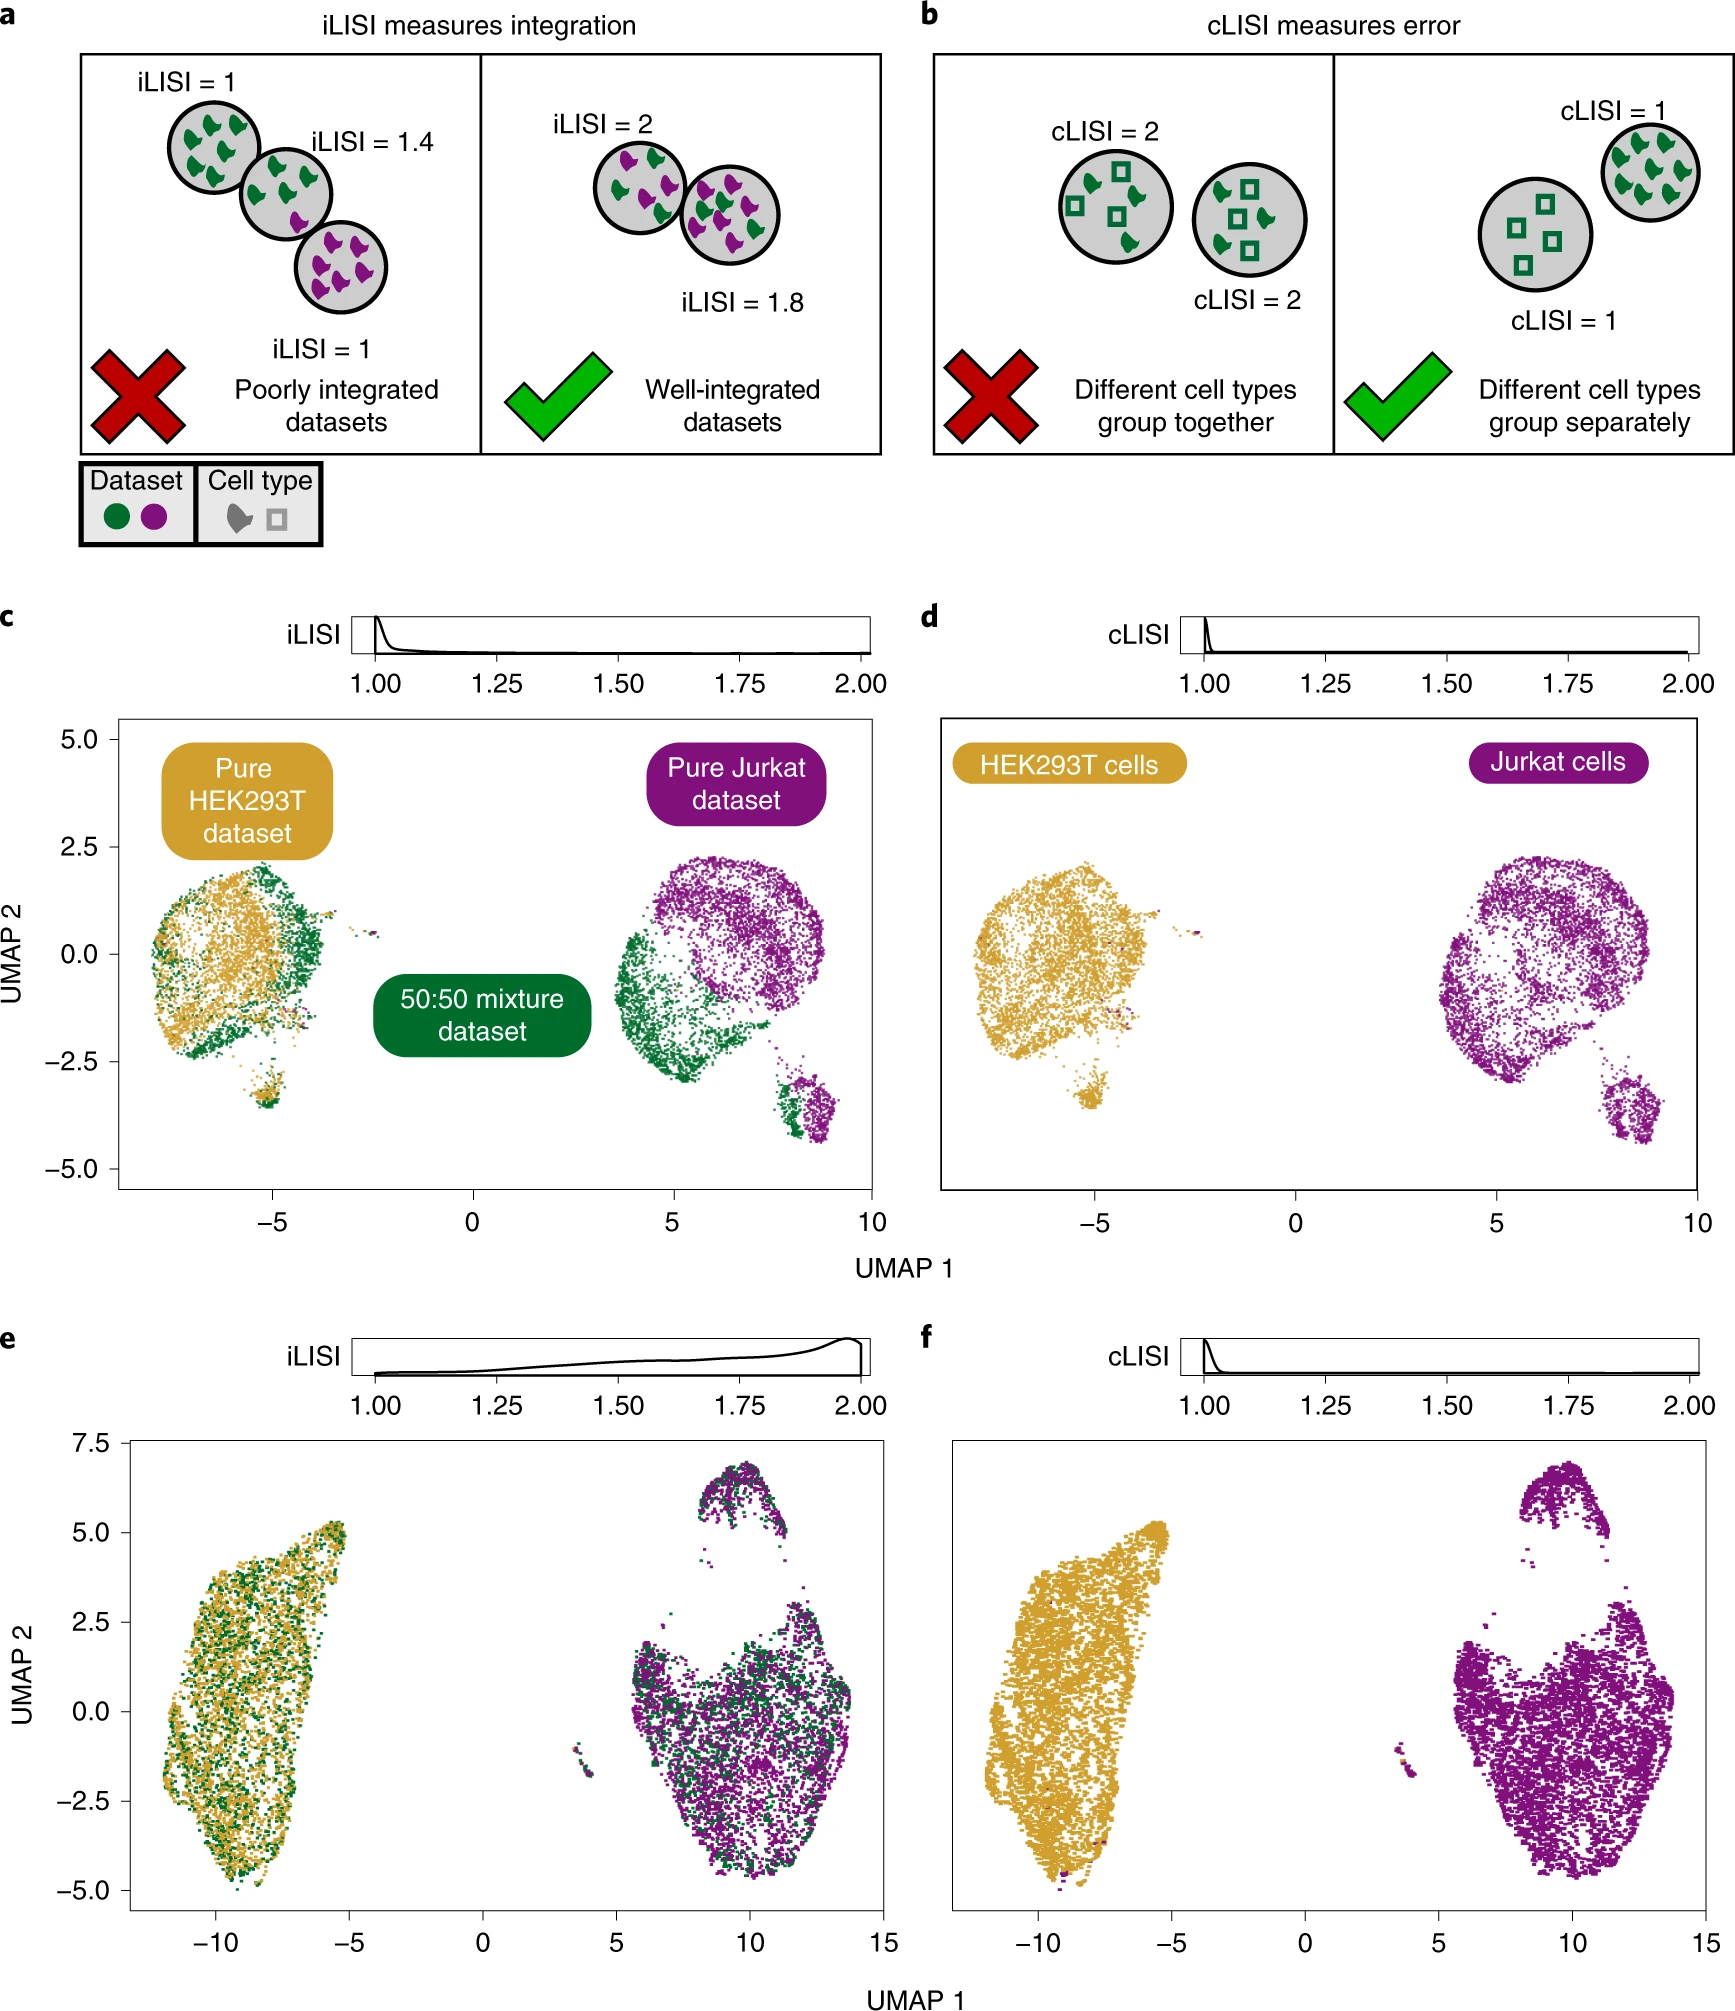 a
iLISI measures integration
iLISI = 1
iLISI = 1.4
iLISI = 1
Poorly integrated
datasets
iLISI = 2
iLISI = 1.8
Well-integrated
datasets
Dataset
Cell type
b
cLISI measures error
cLISI = 2
cLISI = 2
Different cell types
group together
cLISI = 1
cLISI = 1
Different cell types
group separately
c
iLISI
1.00 1.25 1.50 1.75 2.00
5.0
2.5
0.0
−2.5
−5.0
UMAP 2
Pure
HEK293T
dataset
Pure Jurkat
dataset
50:50 mixture
dataset
−5 0 5 10
d
cLISI
1.00 1.25 1.50 1.75 2.00
HEK293T cells
Jurkat cells
−5 0 5 10
UMAP 1
e
iLISI
1.00 1.25 1.50 1.75 2.00
7.5
5.0
2.5
0.0
−2.5
−5.0
UMAP 2
−10 −5 0 5 10 15
f
cLISI
1.00 1.25 1.50 1.75 2.00
−10 −5 0 5 10 15
UMAP 1